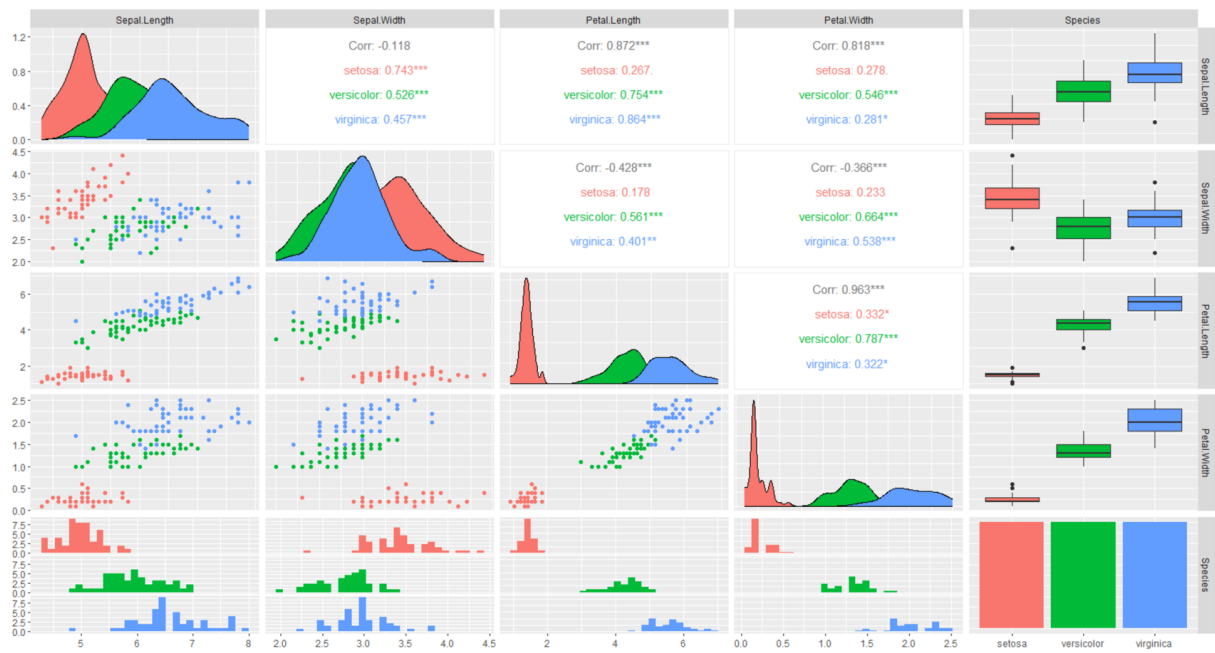 Sepal.Length Sepal.Width Petal.Length Petal.Width Species
1.2
0.8
0.4
0.0
Corr: -0.118
setosa: 0.743***
versicolor: 0.526***
virginica: 0.457***
Corr: 0.872***
setosa: 0.267.
versicolor: 0.754***
virginica: 0.864***
Corr: 0.818***
setosa: 0.278.
versicolor: 0.546***
virginica: 0.281*
Sepal.Length
4.5
4.0
3.5
3.0
2.5
2.0
Corr: -0.428***
setosa: 0.178
versicolor: 0.561***
virginica: 0.401**
Corr: -0.366***
setosa: 0.233
versicolor: 0.664***
virginica: 0.538***
Sepal.Width
6
4
2
Corr: 0.963***
setosa: 0.332*
versicolor: 0.787***
virginica: 0.322*
Petal.Length
2.5
2.0
1.5
1.0
0.5
0.0
Petal.Width
7.5
5.0
2.5
0.0
7.5
5.0
2.5
0.0
7.5
5.0
2.5
0.0
Species
5 6 7 8
2.0 2.5 3.0 3.5 4.0 4.5
2 4 6
0.0 0.5 1.0 1.5 2.0 2.5
setosa versicolor virginica